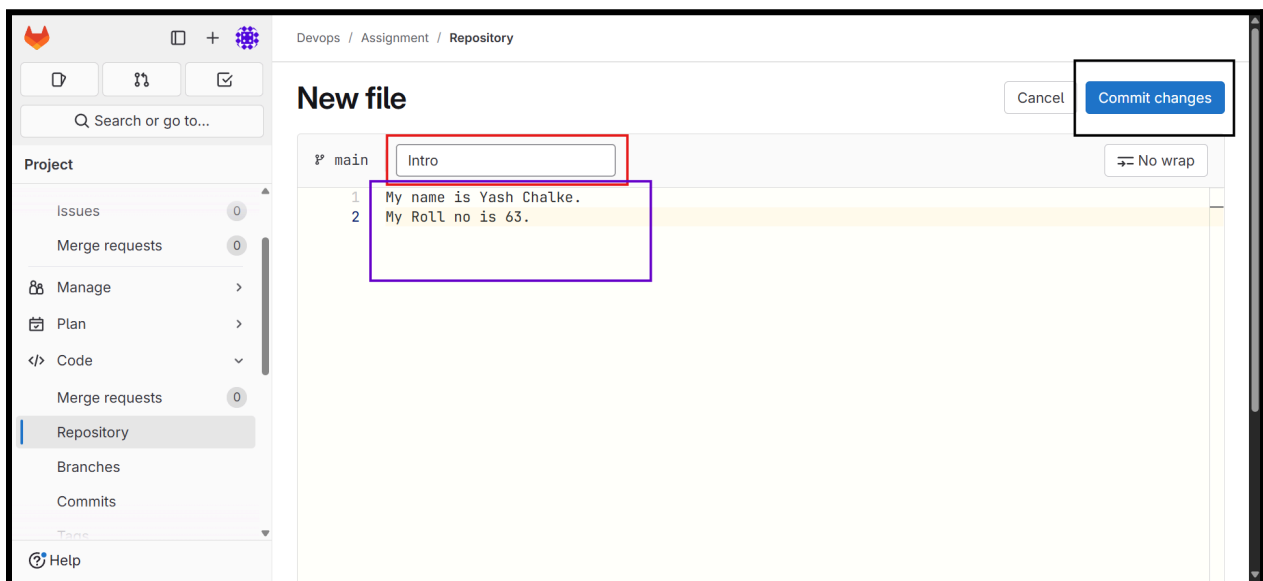 Devops / Assignment / Repository
Search or go to...
Project
Issues 0
Merge requests 0
Manage
Plan
Code
Merge requests 0
Repository
Branches
Commits
Tags
Help
New file
Cancel
Commit changes
main
Intro
No wrap
1 My name is Yash Chalke.
2 My Roll no is 63.